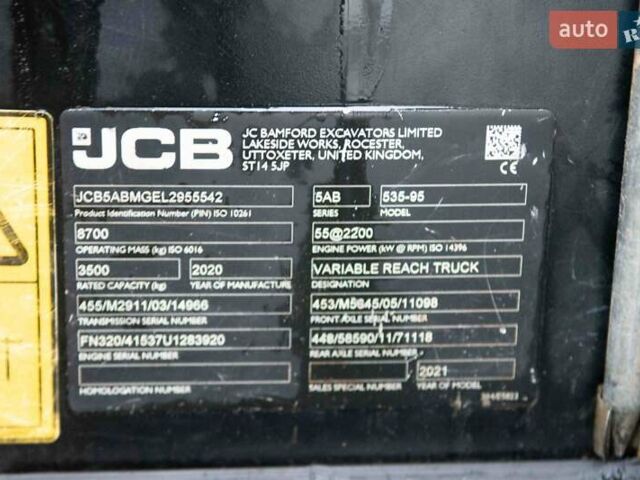 auto
JCB
JC BAMFORD EXCAVATORS LIMITED
LAKESIDE WORKS, ROCESTER,
UTTOXETER, UNITED KINGDOM,
ST14 5JP
JCB5ABMGEL2955542
Product Identification Number (PIN) ISO 10261
5AB
SERIES
535-95
MODEL
8700
OPERATING MASS (kg) ISO 6016
55@2200
ENGINE POWER (kW @ RPM) ISO 14396
3500
RATED CAPACITY (kg)
2020
YEAR OF MANUFACTURE
VARIABLE REACH TRUCK
DESIGNATION
455/M2911/03/14966
TRANSMISSION SERIAL NUMBER
453/M5645/05/11098
FRONT AXLE SERIAL NUMBER
FN320/41537U1283920
ENGINE SERIAL NUMBER
448/58590/11/71118
REAR AXLE SERIAL NUMBER
HOMOLOGATION NUMBER
SALES SPECIAL NUMBER
2021
YEAR OF MODEL